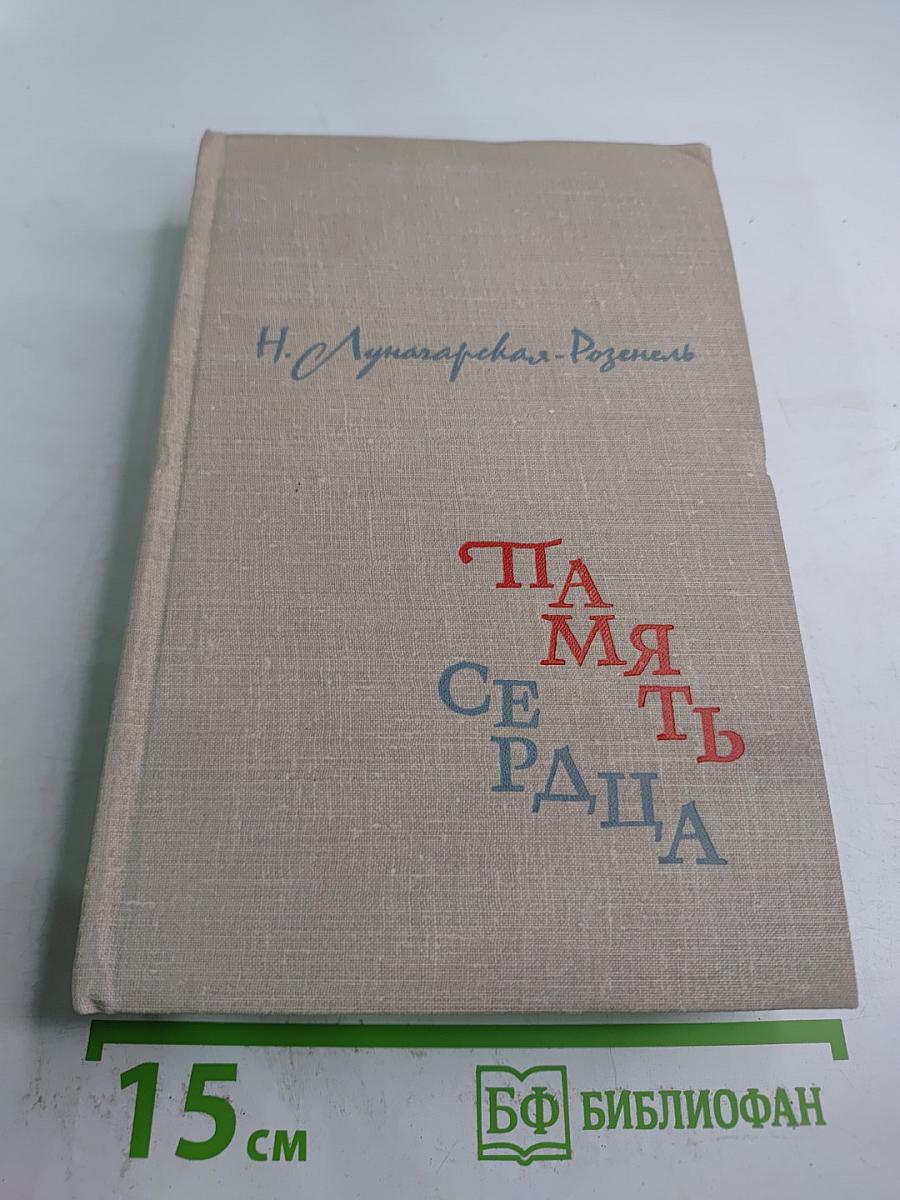 Н. Луначарская-Розенель
ПАМЯТЬ
СЕРДЦА
15 см
БФ БИБЛИОФАН